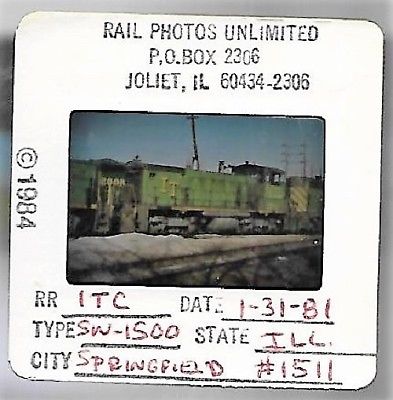 RAIL PHOTOS UNLIMITED
P.O.BOX 2306
JOLIET, IL 60434-2306
©1984
RR ITC DATE 1-31-81
TYPE SW-1500 STATE ILL.
CITY SPRINGFIELD #1511